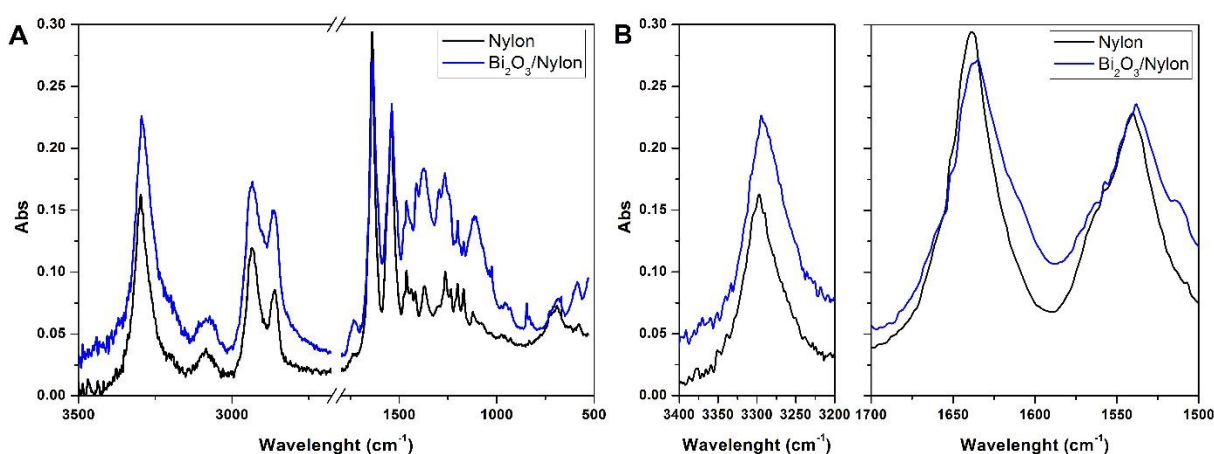 A
B
Abs
0.30
0.25
0.20
0.15
0.10
0.05
0.00
Nylon
Bi₂O₃/Nylon
3500
3000
1500
1000
500
Wavelenght (cm⁻¹)
Abs
0.30
0.25
0.20
0.15
0.10
0.05
0.00
Nylon
Bi₂O₃/Nylon
3400
3350
3300
3250
3200
1700
1650
1600
1550
1500
Wavelenght (cm⁻¹)
Wavelenght (cm⁻¹)